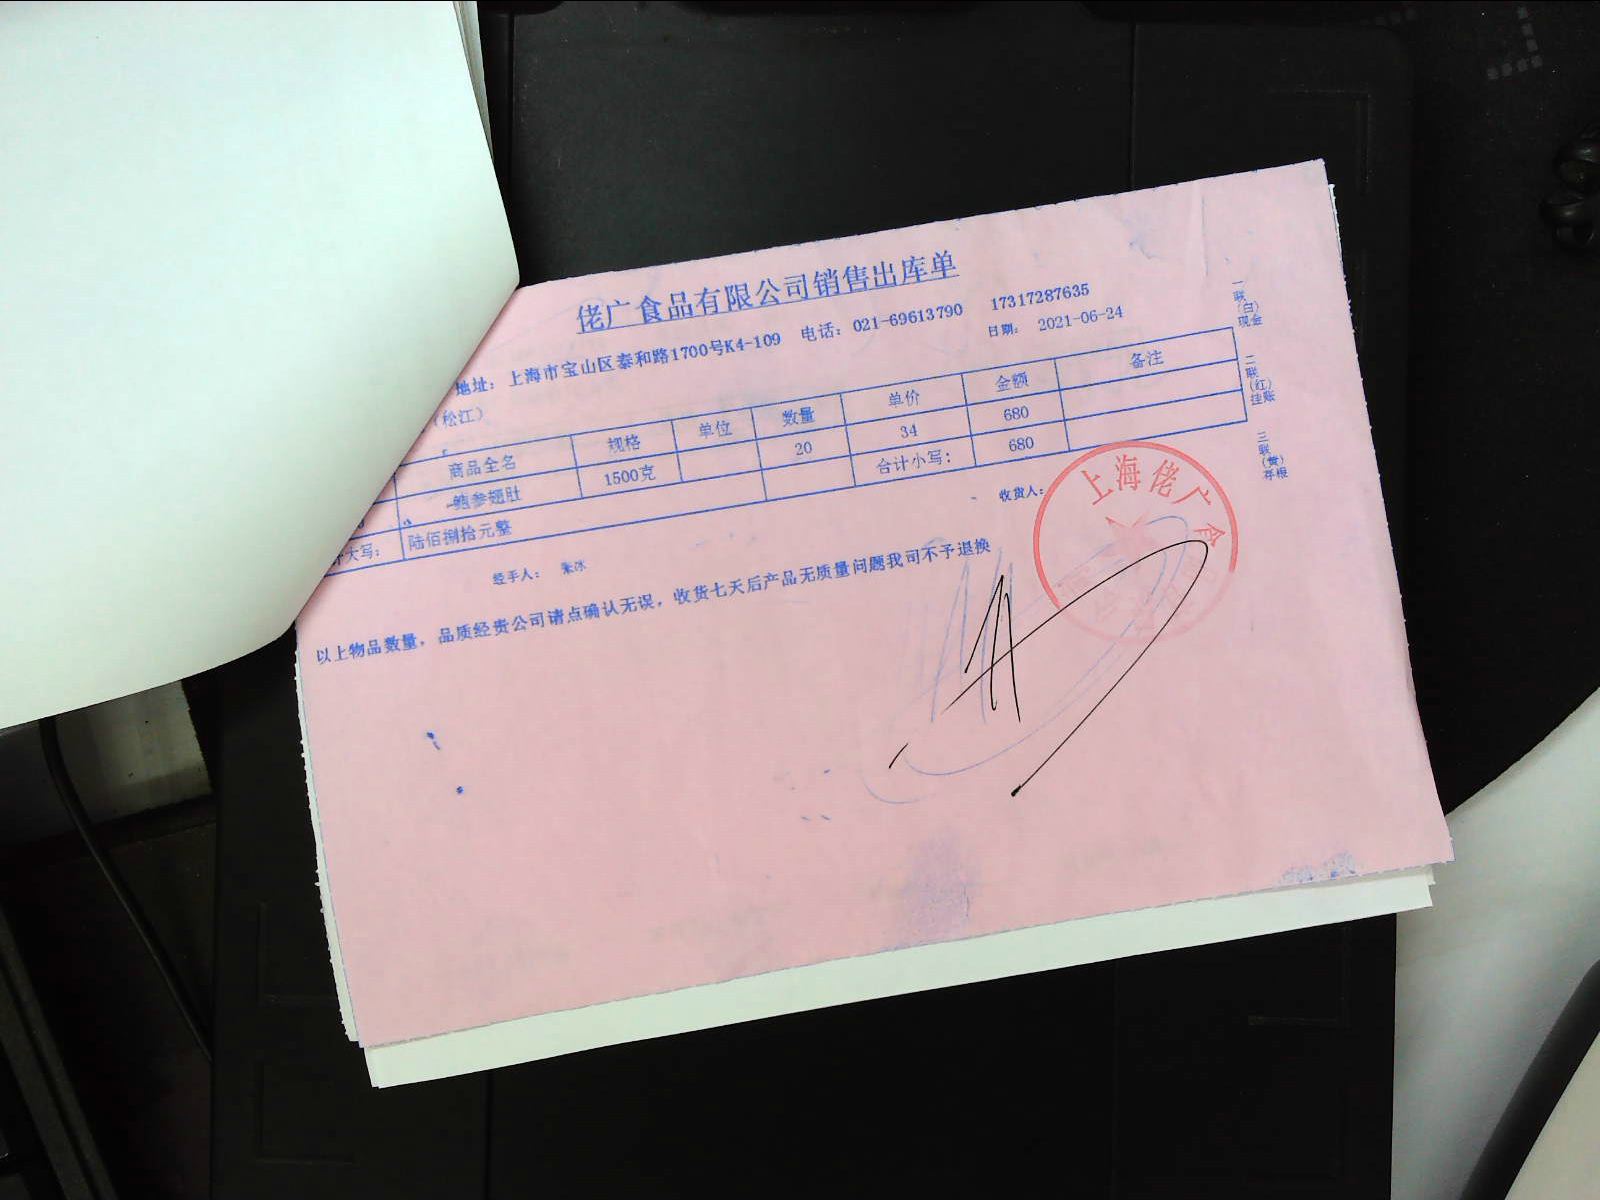 佬广食品有限公司销售出库单
地址：上海市宝山区泰和路1700号K4-109 电话：021-69613790 17317287635
（松江） 日期： 2021-06-24
商品全名 规格 单位 数量 单价 金额 备注
鲍参翅肚 1500克 20 34 680
大写： 陆佰捌拾元整 合计小写： 680
经手人： 朱冰 收货人：
以上物品数量，品质经贵公司请点确认无误，收货七天后产品无质量问题我司不予退换
一联（白）现金
二联（红）挂账
三联（黄）存根
上海佬广食